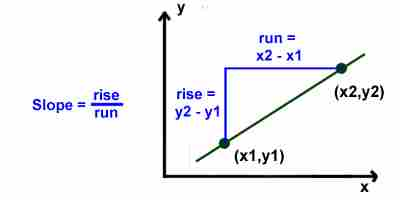 y
run =
x2 - x1
rise =
y2 - y1
Slope = rise
run
(x2,y2)
(x1,y1)
x